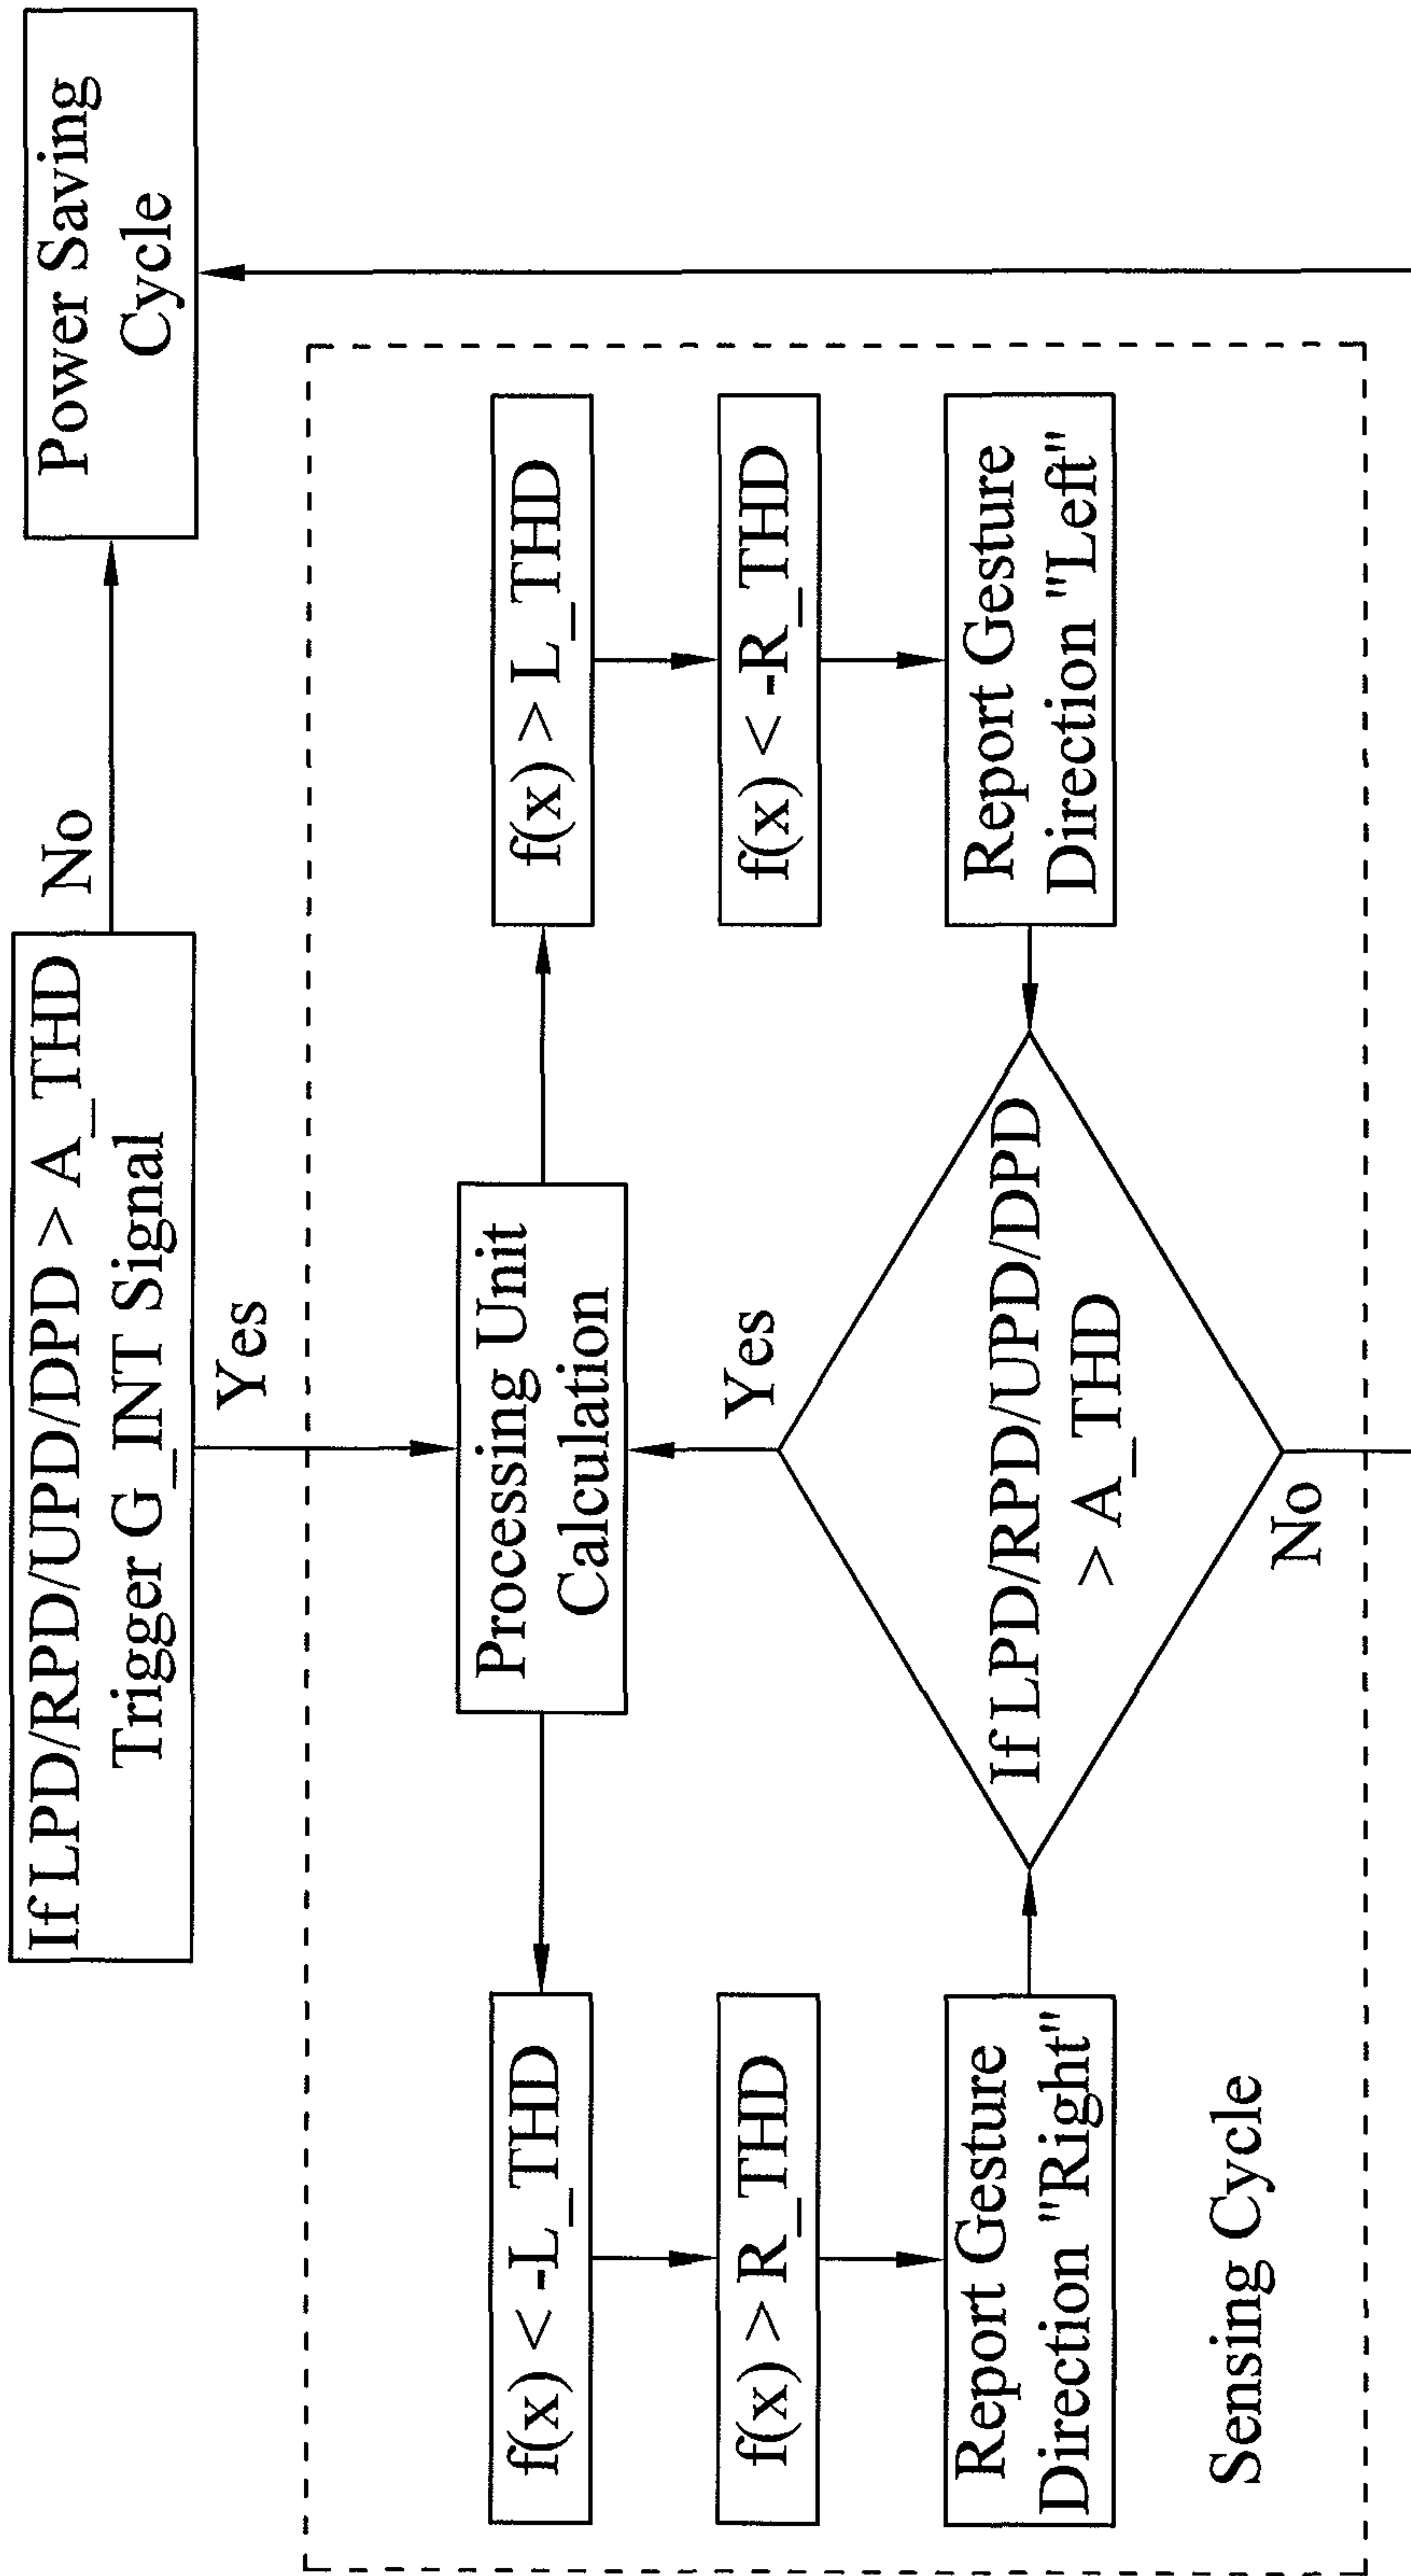 If LPD/RPD/UPD/DPD > A_THD
Trigger G_INT Signal
No
Power Saving
Cycle
Yes
Processing Unit
Calculation
f(x) < -L_THD
f(x) > R_THD
Report Gesture
Direction "Right"
f(x) > L_THD
f(x) < -R_THD
Report Gesture
Direction "Left"
Yes
If LPD/RPD/UPD/DPD
> A_THD
No
Sensing Cycle